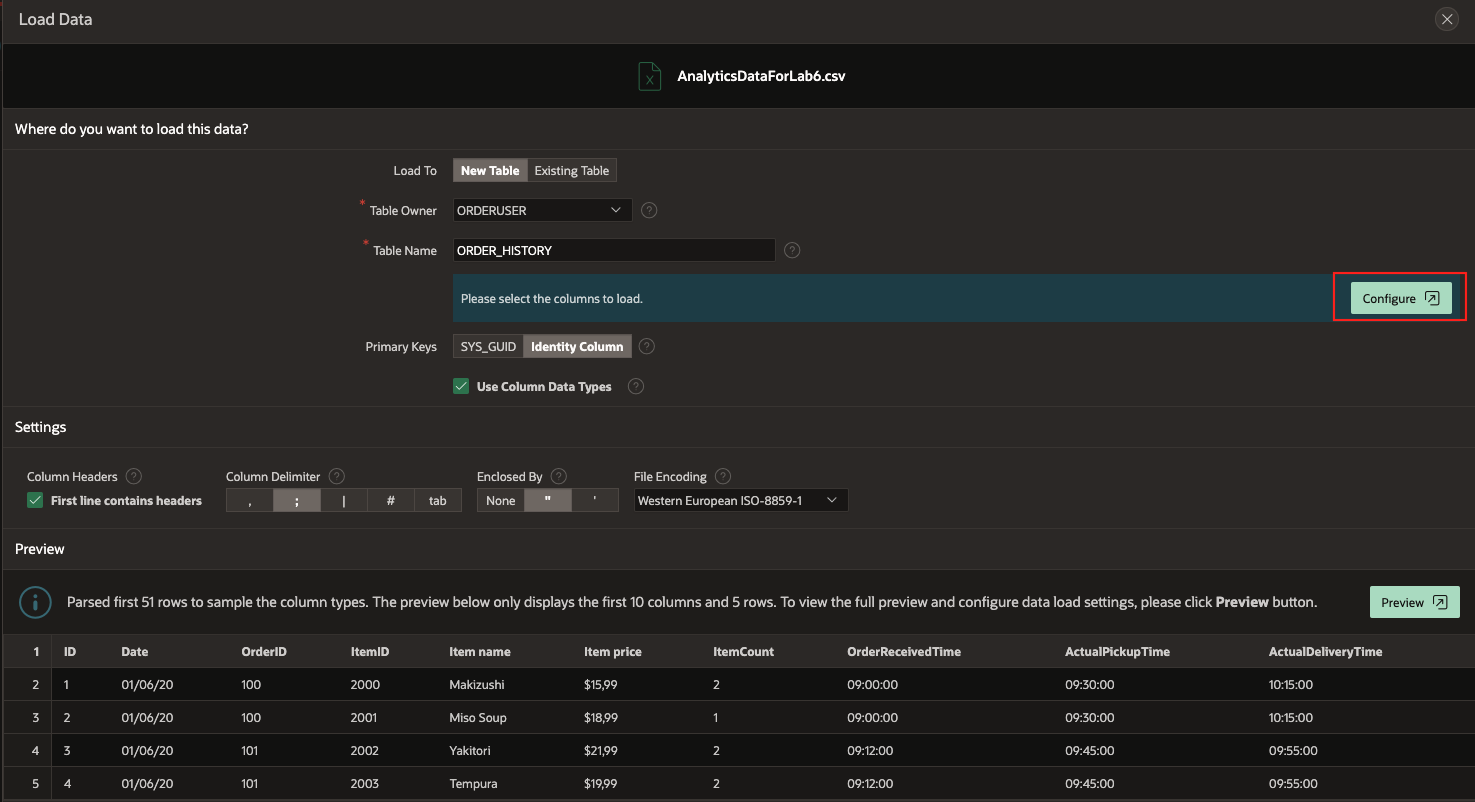 Load Data
X AnalyticsDataForLab6.csv
Where do you want to load this data?
Load To New Table Existing Table
* Table Owner ORDERUSER ?
* Table Name ORDER_HISTORY ?
Please select the columns to load. Configure
Primary Keys SYS_GUID Identity Column ?
Use Column Data Types ?
Settings
Column Headers ? Column Delimiter ? Enclosed By ? File Encoding ?
First line contains headers , ; | # tab None " ' Western European ISO-8859-1
Preview
Parsed first 51 rows to sample the column types. The preview below only displays the first 10 columns and 5 rows. To view the full preview and configure data load settings, please click Preview button. Preview
1 ID Date OrderID ItemID Item name Item price ItemCount OrderReceivedTime ActualPickupTime ActualDeliveryTime
2 1 01/06/20 100 2000 Makizushi $15,99 2 09:00:00 09:30:00 10:15:00
3 2 01/06/20 100 2001 Miso Soup $18,99 1 09:00:00 09:30:00 10:15:00
4 3 01/06/20 101 2002 Yakitori $21,99 2 09:12:00 09:45:00 09:55:00
5 4 01/06/20 101 2003 Tempura $19,99 2 09:12:00 09:45:00 09:55:00